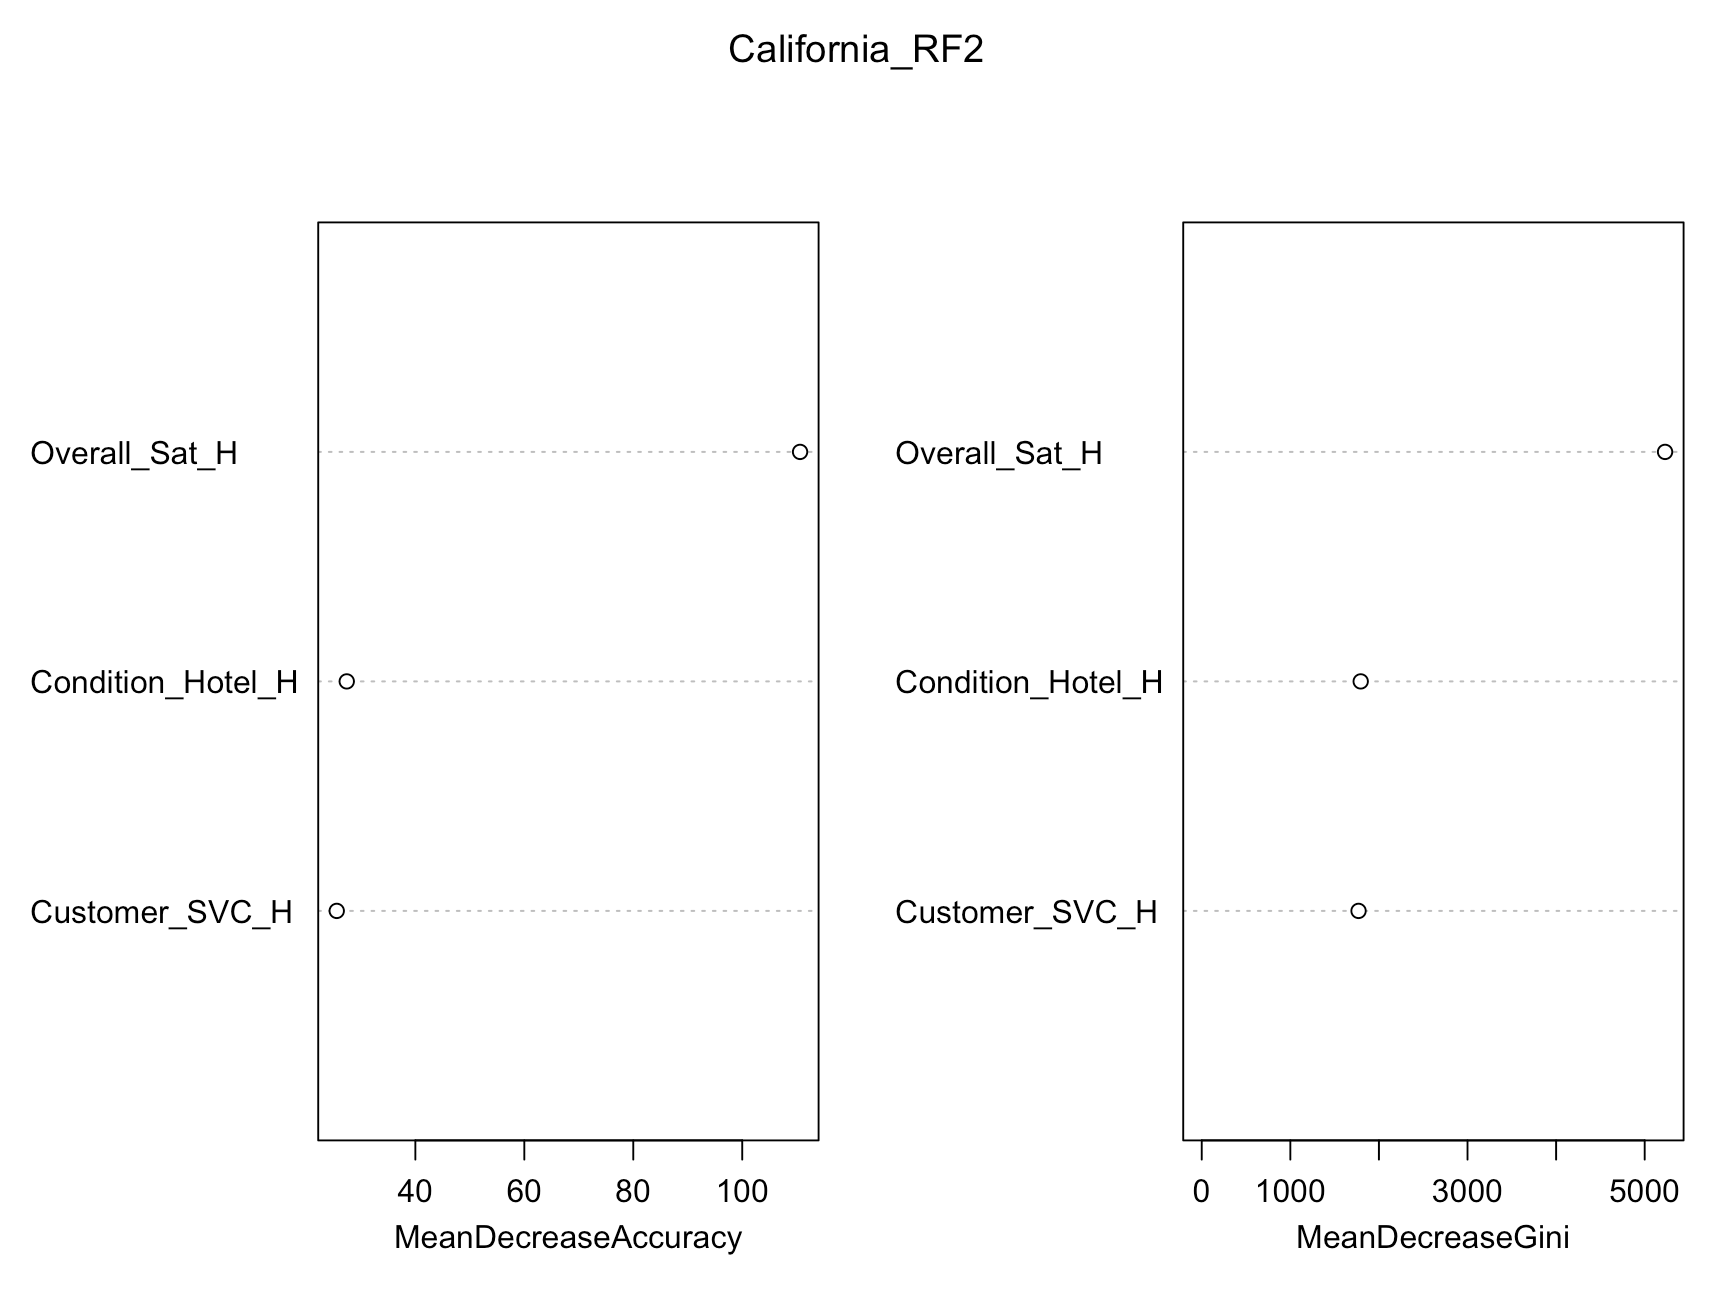 California_RF2
Overall_Sat_H
Condition_Hotel_H
Customer_SVC_H
40 60 80 100
MeanDecreaseAccuracy
Overall_Sat_H
Condition_Hotel_H
Customer_SVC_H
0 1000 3000 5000
MeanDecreaseGini